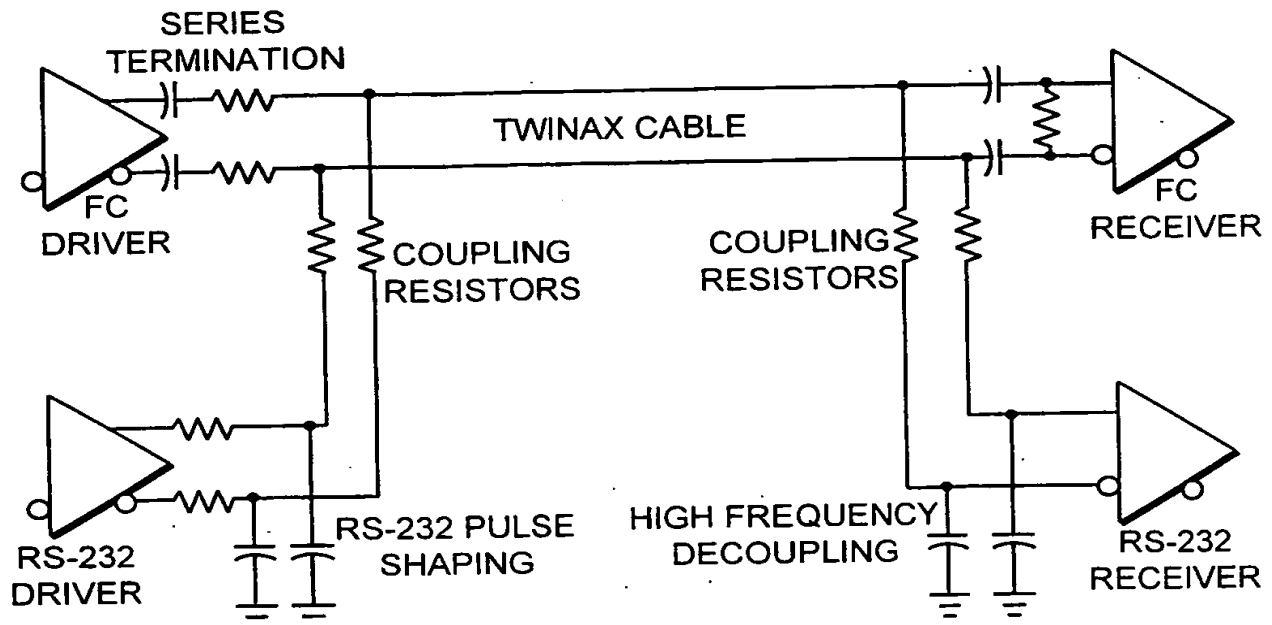 SERIES
TERMINATION
TWINAX CABLE
FC
DRIVER
FC
RECEIVER
COUPLING
RESISTORS
COUPLING
RESISTORS
RS-232 PULSE
SHAPING
HIGH FREQUENCY
DECOUPLING
RS-232
DRIVER
RS-232
RECEIVER